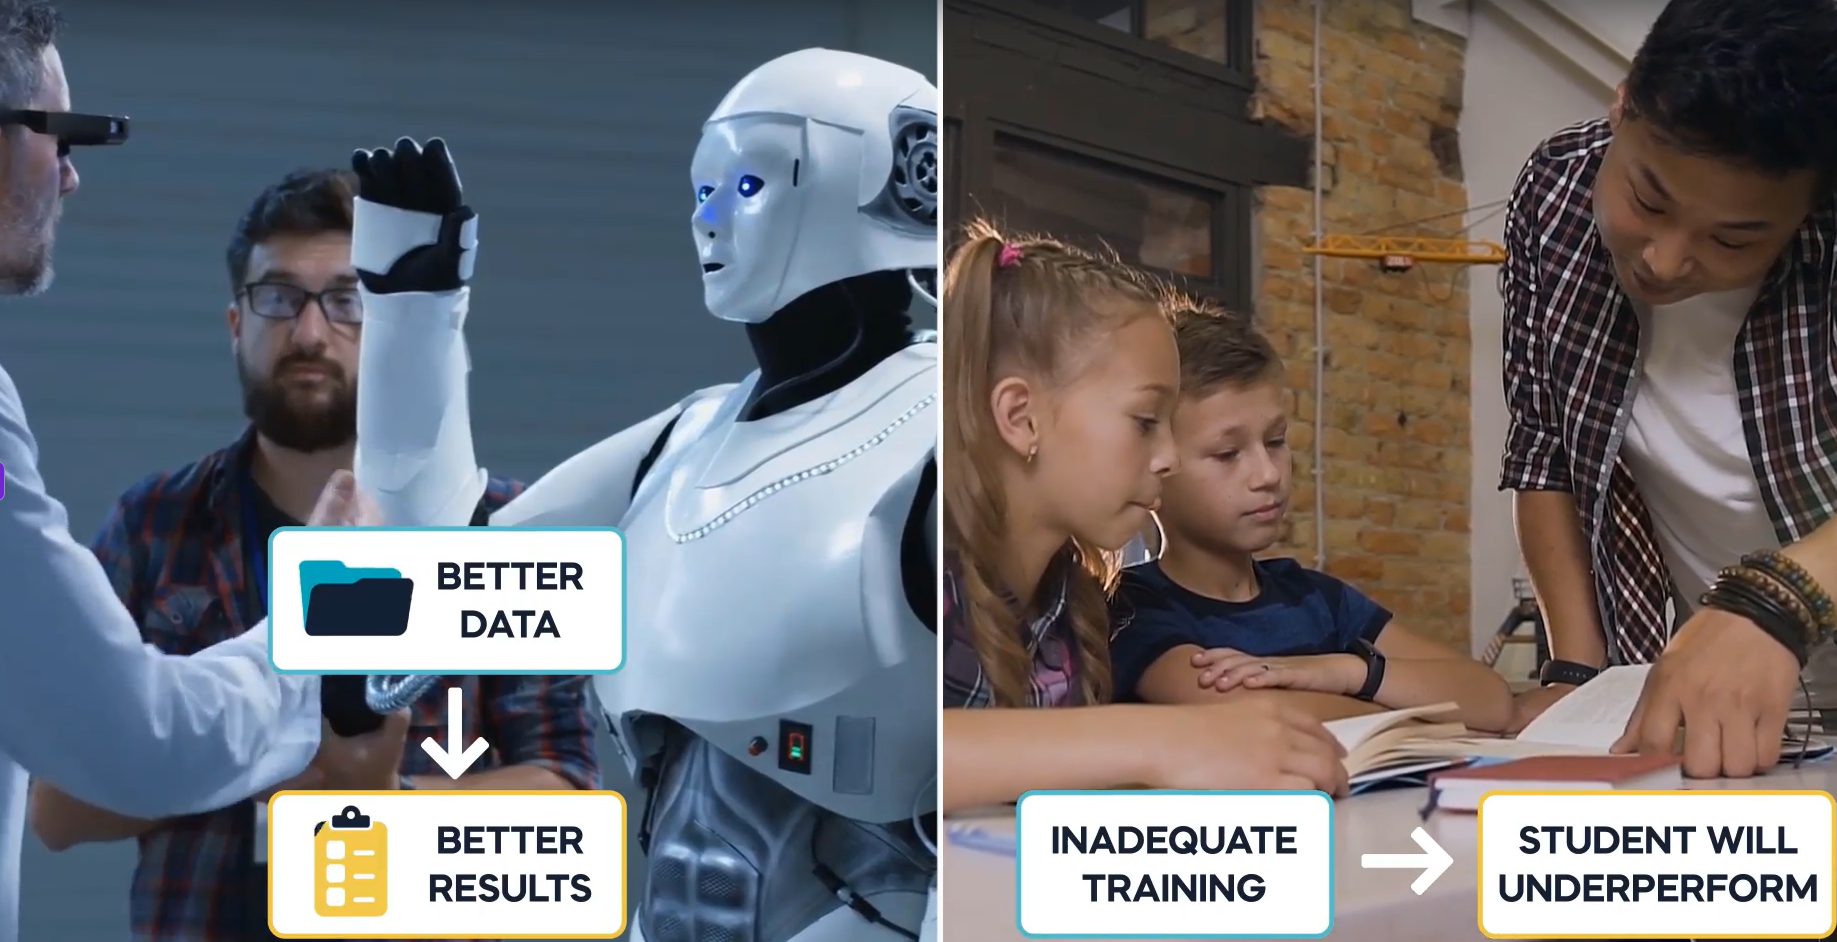 BETTER
DATA
BETTER
RESULTS
INADEQUATE
TRAINING
STUDENT WILL
UNDERPERFORM